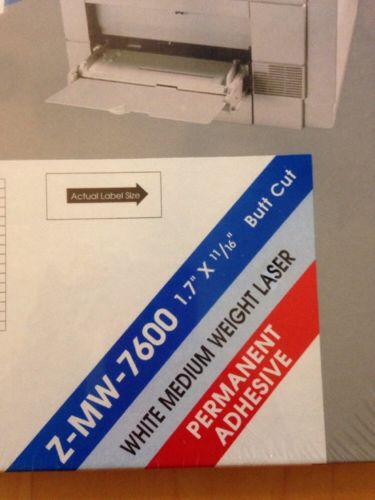 Actual Label Size
Z-MW-7600 1.7" X 11/16" Butt Cut
WHITE MEDIUM WEIGHT LASER
PERMANENT
ADHESIVE